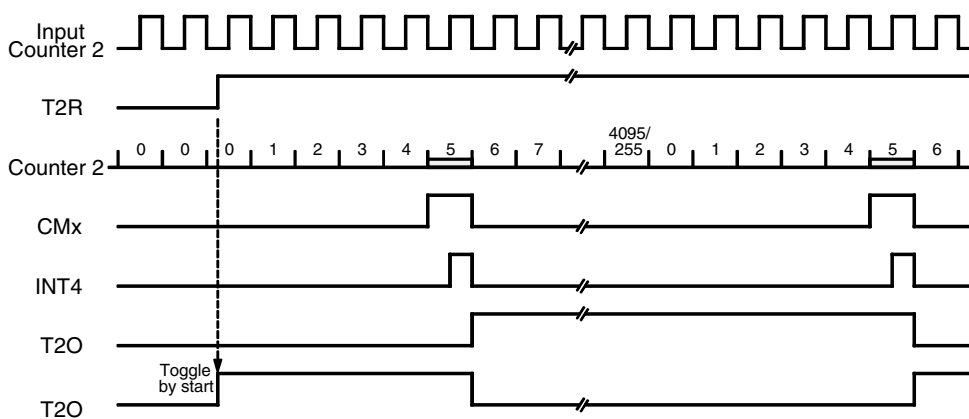 Input
Counter 2
T2R
4095/
0 0 0 1 2 3 4 5 6 7 255 0 1 2 3 4 5 6
Counter 2
CMx
INT4
T2O
Toggle
by start
T2O